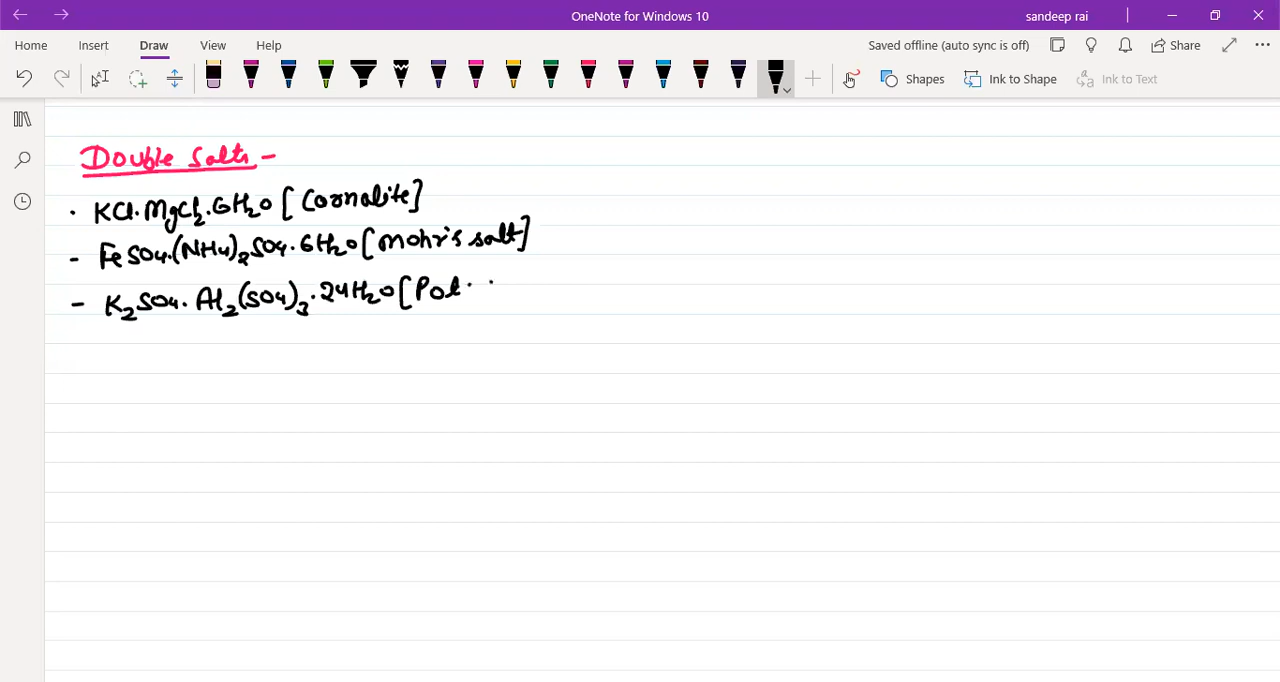 OneNote for Windows 10
sandeep rai
Home Insert Draw View Help
Saved offline (auto sync is off) Share
Shapes Ink to Shape Ink to Text
Double Salts -
· KCl·MgCl₂·6H₂O [Cornalite]
- FeSO₄·(NH₄)₂SO₄·6H₂O [Mohr's salt]
- K₂SO₄·Al₂(SO₄)₃·24H₂O [Pot··